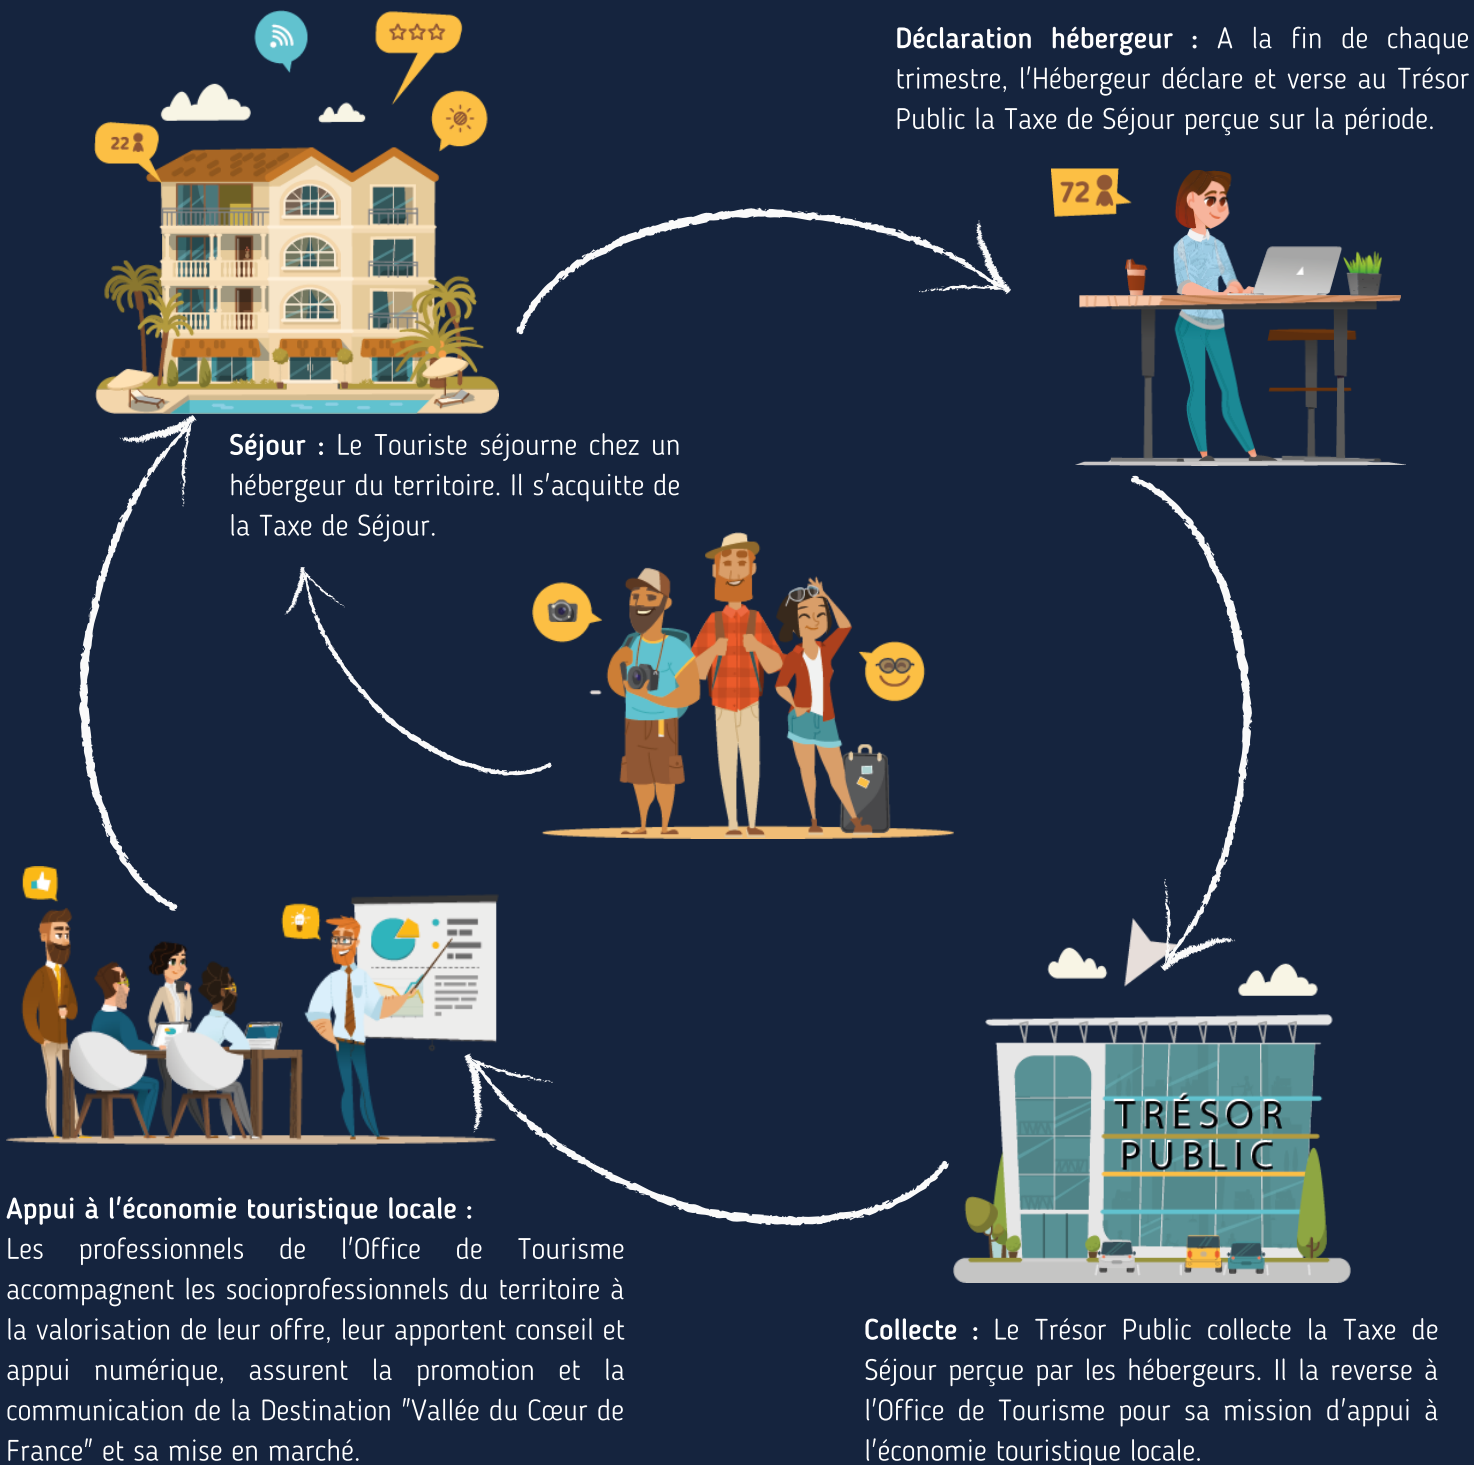 Déclaration hébergeur : A la fin de chaque
trimestre, l'Hébergeur déclare et verse au Trésor
Public la Taxe de Séjour perçue sur la période.
22
72
Séjour : Le Touriste séjourne chez un
hébergeur du territoire. Il s'acquitte de
la Taxe de Séjour.
TRÉSOR
PUBLIC
Appui à l'économie touristique locale :
Les professionnels de l'Office de Tourisme
accompagnent les socioprofessionnels du territoire à
la valorisation de leur offre, leur apportent conseil et
appui numérique, assurent la promotion et la
communication de la Destination "Vallée du Cœur de
France" et sa mise en marché.
Collecte : Le Trésor Public collecte la Taxe de
Séjour perçue par les hébergeurs. Il la reverse à
l'Office de Tourisme pour sa mission d'appui à
l'économie touristique locale.